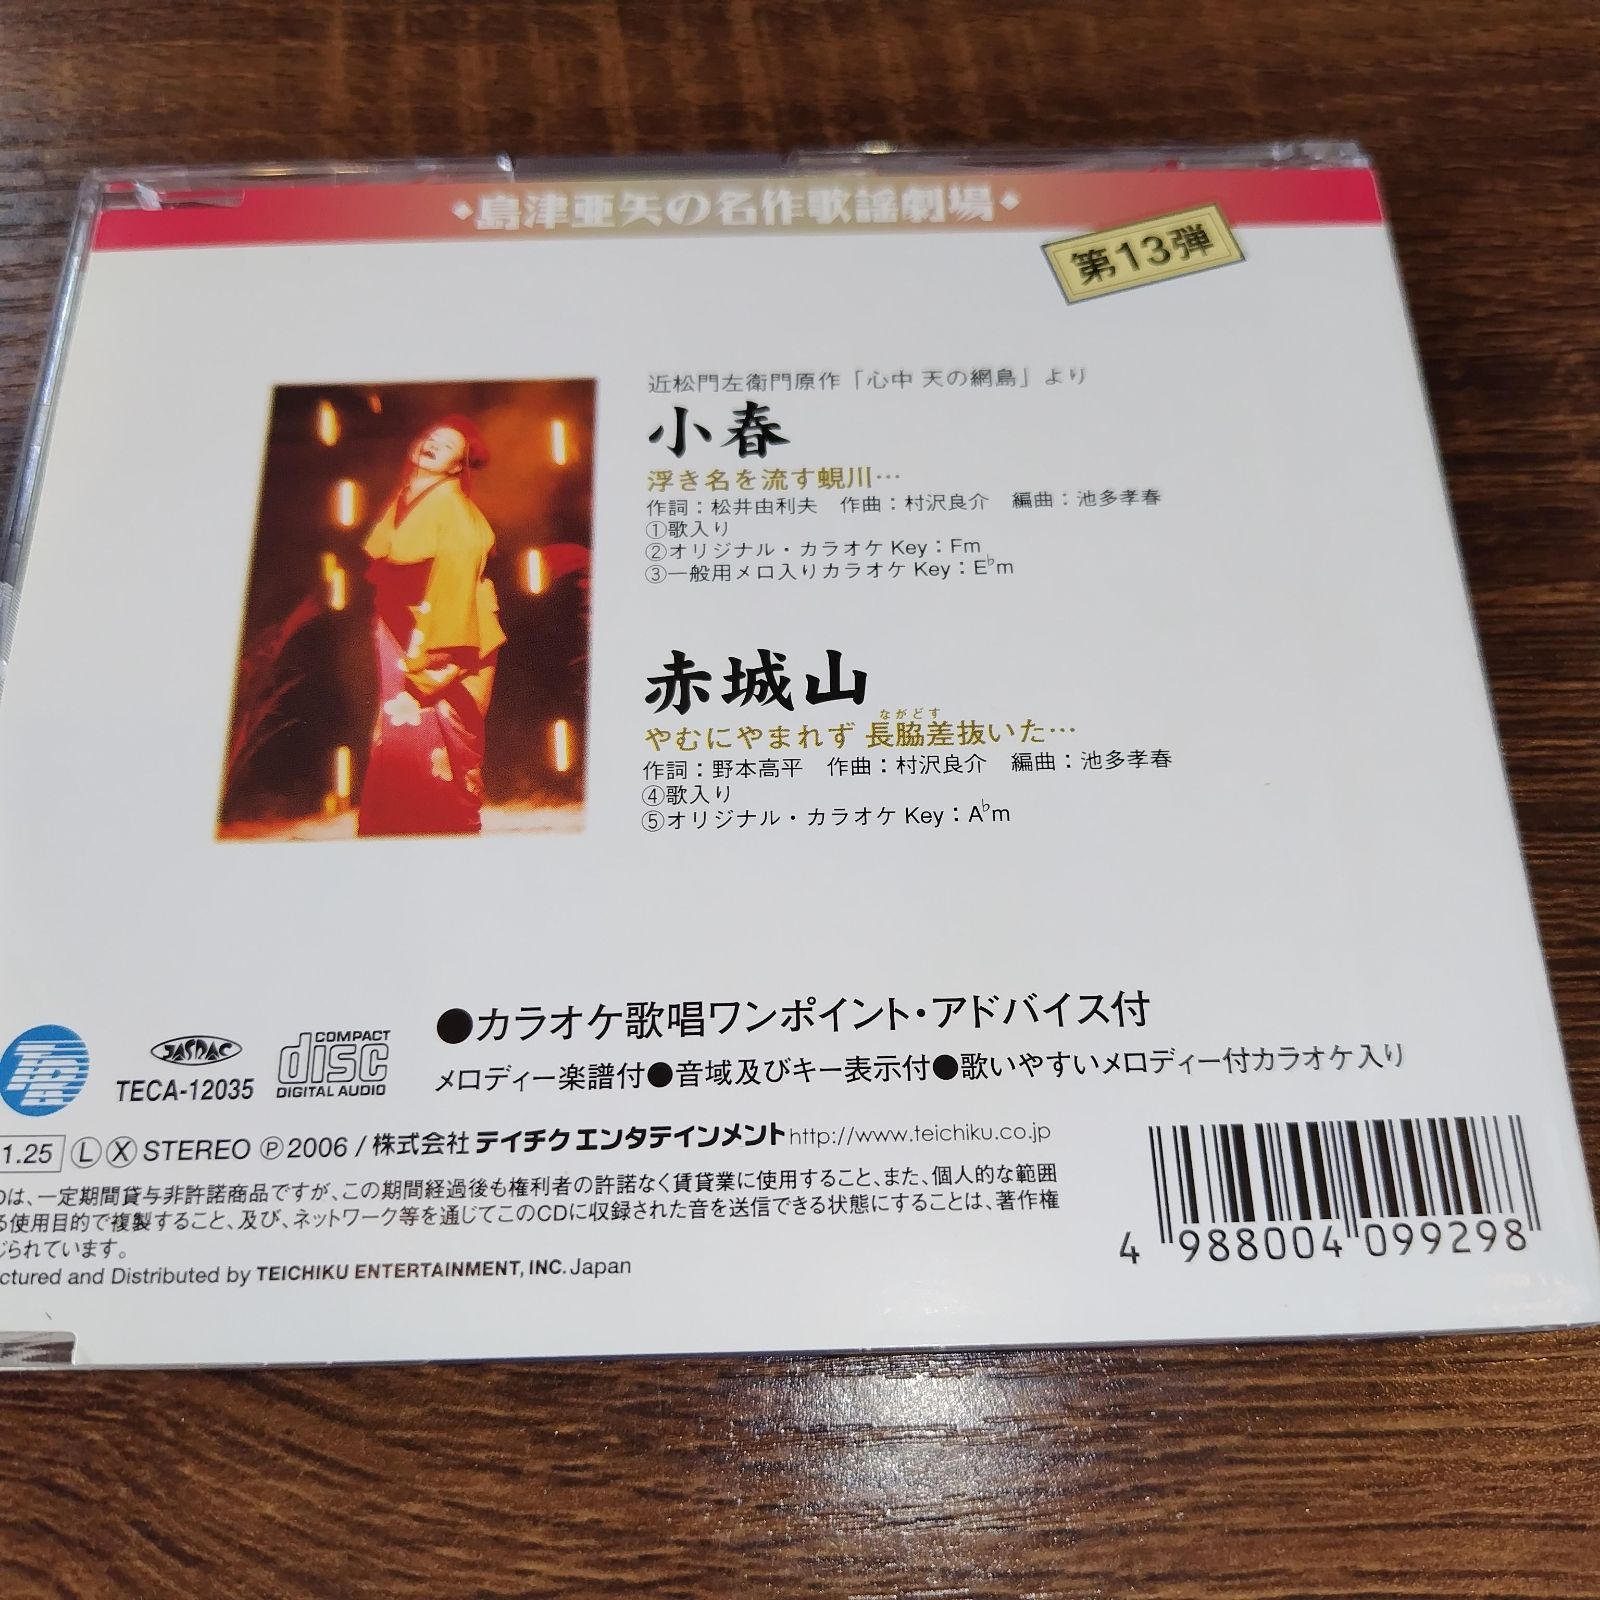 ◆島津亜矢の名作歌謡劇場◆
第13弾
近松門左衛門原作「心中 天の網島」より
小春
浮き名を流す蜆川…
作詞：松井由利夫　作曲：村沢良介　編曲：池多孝春
①歌入り
②オリジナル・カラオケ Key：Fm
③一般用メロ入りカラオケ Key：E♭m
赤城山
ながどす
やむにやまれず 長脇差抜いた…
作詞：野本高平　作曲：村沢良介　編曲：池多孝春
④歌入り
⑤オリジナル・カラオケ Key：A♭m
●カラオケ歌唱ワンポイント・アドバイス付
メロディー楽譜付●音域及びキー表示付●歌いやすいメロディー付カラオケ入り
JASRAC
TECA-12035
COMPACT
disc
DIGITAL AUDIO
1.25 Ⓛ Ⓧ STEREO Ⓟ2006 / 株式会社 テイチクエンタテインメント http://www.teichiku.co.jp
は、一定期間貸与非許諾商品ですが、この期間経過後も権利者の許諾なく賃貸業に使用すること、また、個人的な範囲
る使用目的で複製すること、及び、ネットワーク等を通じてこのCDに収録された音を送信できる状態にすることは、著作権
じられています。
ctured and Distributed by TEICHIKU ENTERTAINMENT, INC. Japan
4 988004 099298